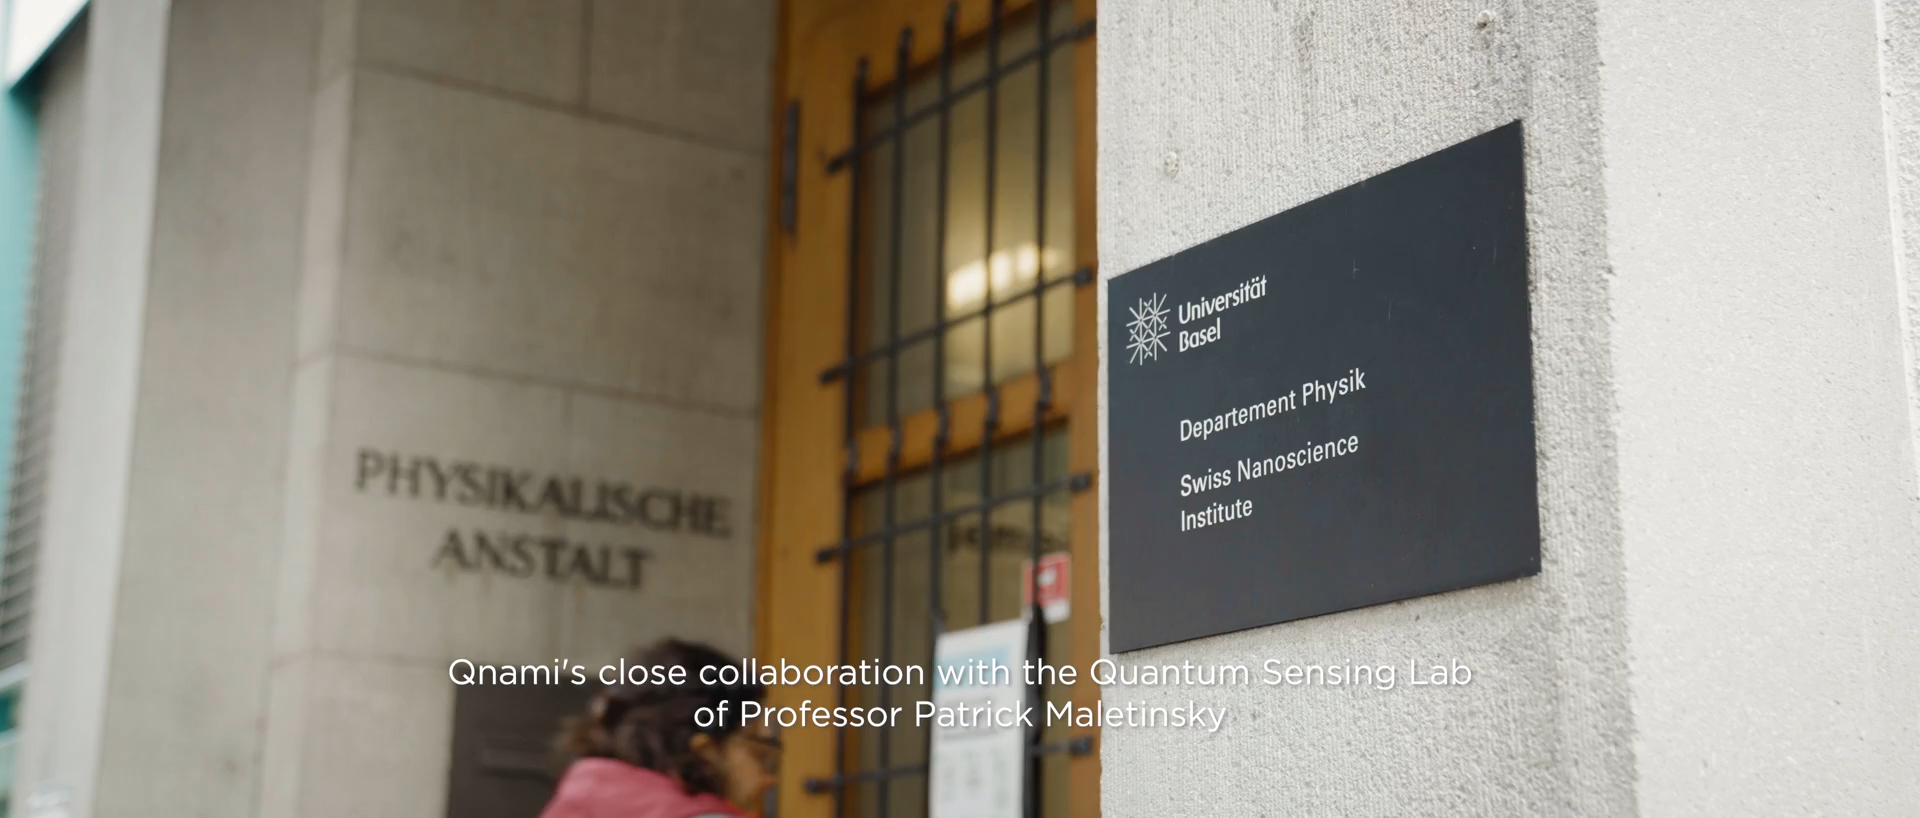 PHYSIKALISCHE
ANSTALT
Universität
Basel
Departement Physik
Swiss Nanoscience
Institute
Qnami's close collaboration with the Quantum Sensing Lab
of Professor Patrick Maletinsky